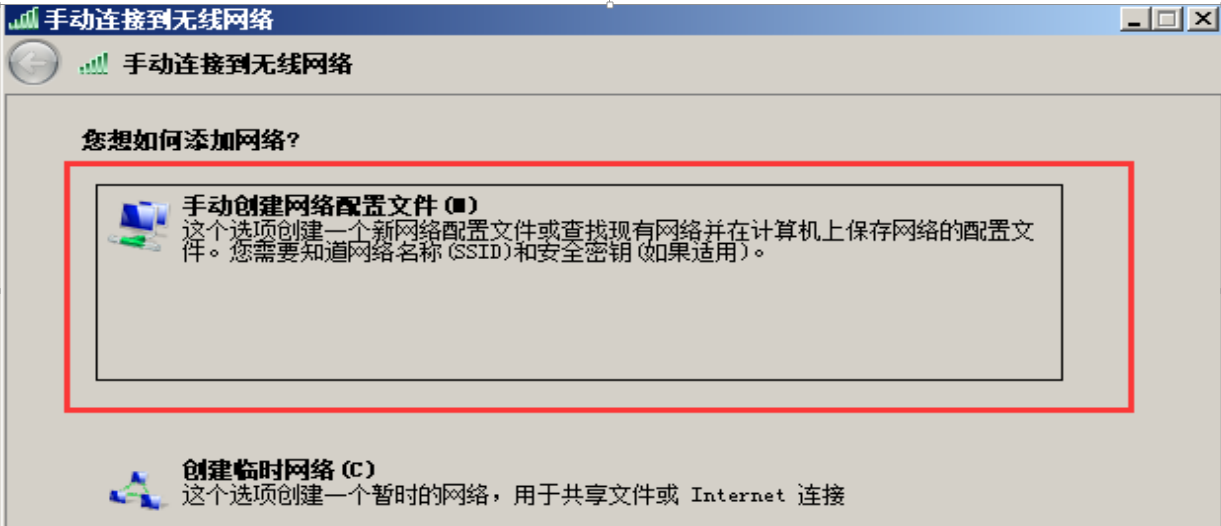 手动连接到无线网络
手动连接到无线网络
您想如何添加网络?
手动创建网络配置文件(M)
这个选项创建一个新网络配置文件或查找现有网络并在计算机上保存网络的配置文
件。您需要知道网络名称(SSID)和安全密钥(如果适用)。
创建临时网络(C)
这个选项创建一个暂时的网络，用于共享文件或 Internet 连接